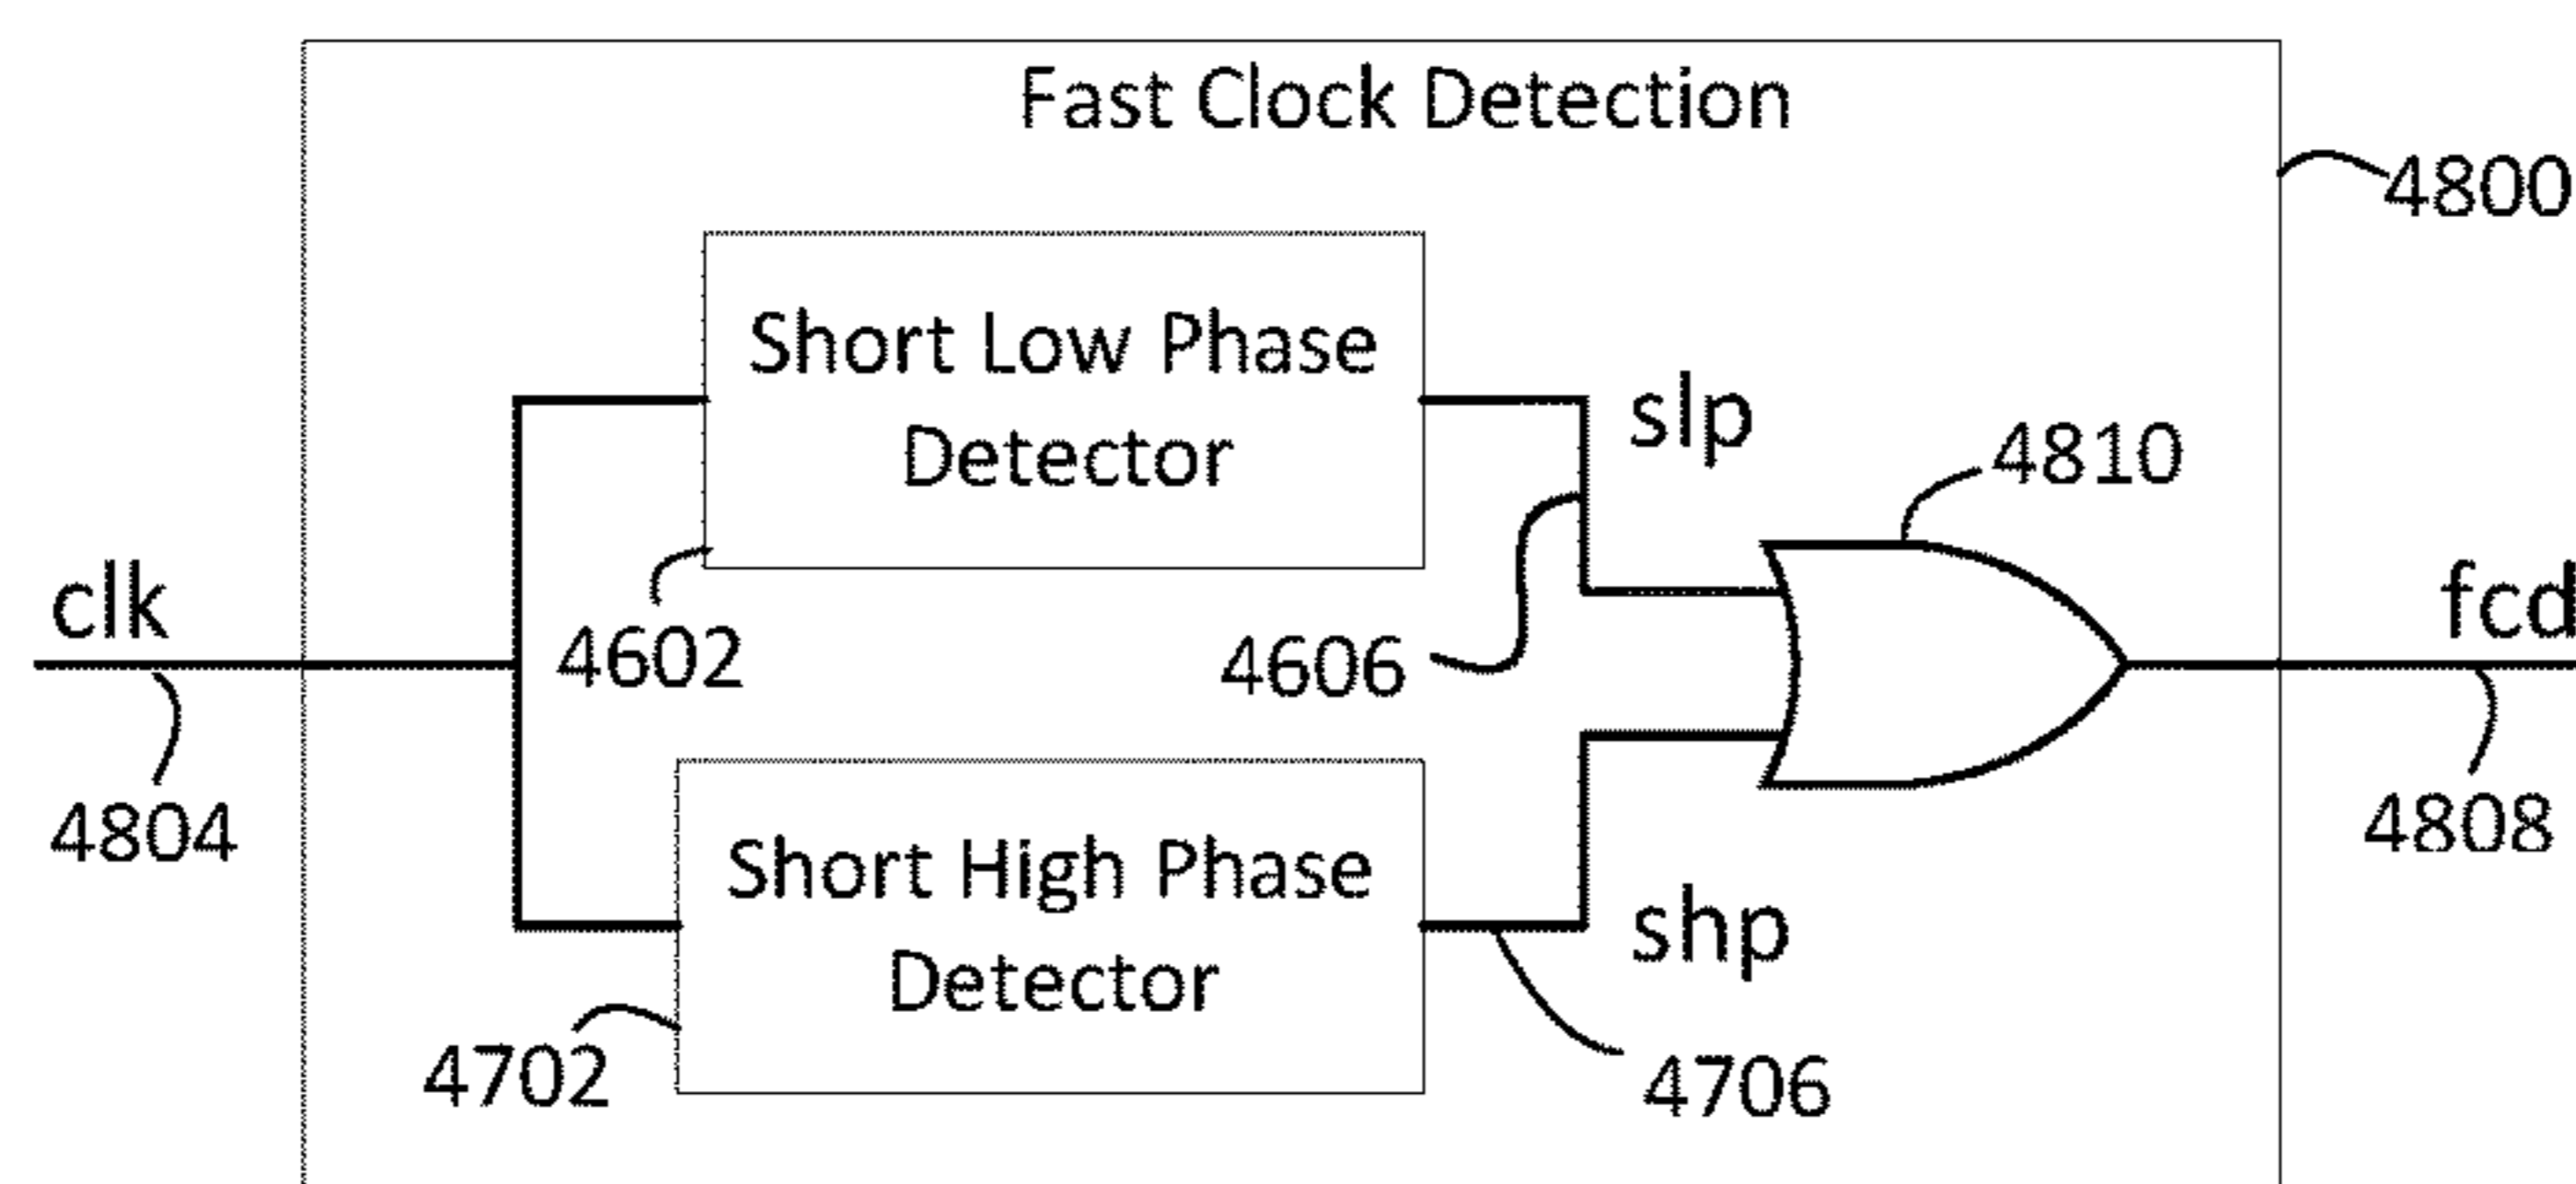 Fast Clock Detection
4800
Short Low Phase
Detector
slp
4810
clk
4602
4606
fcd
4804
4808
Short High Phase
Detector
shp
4702
4706